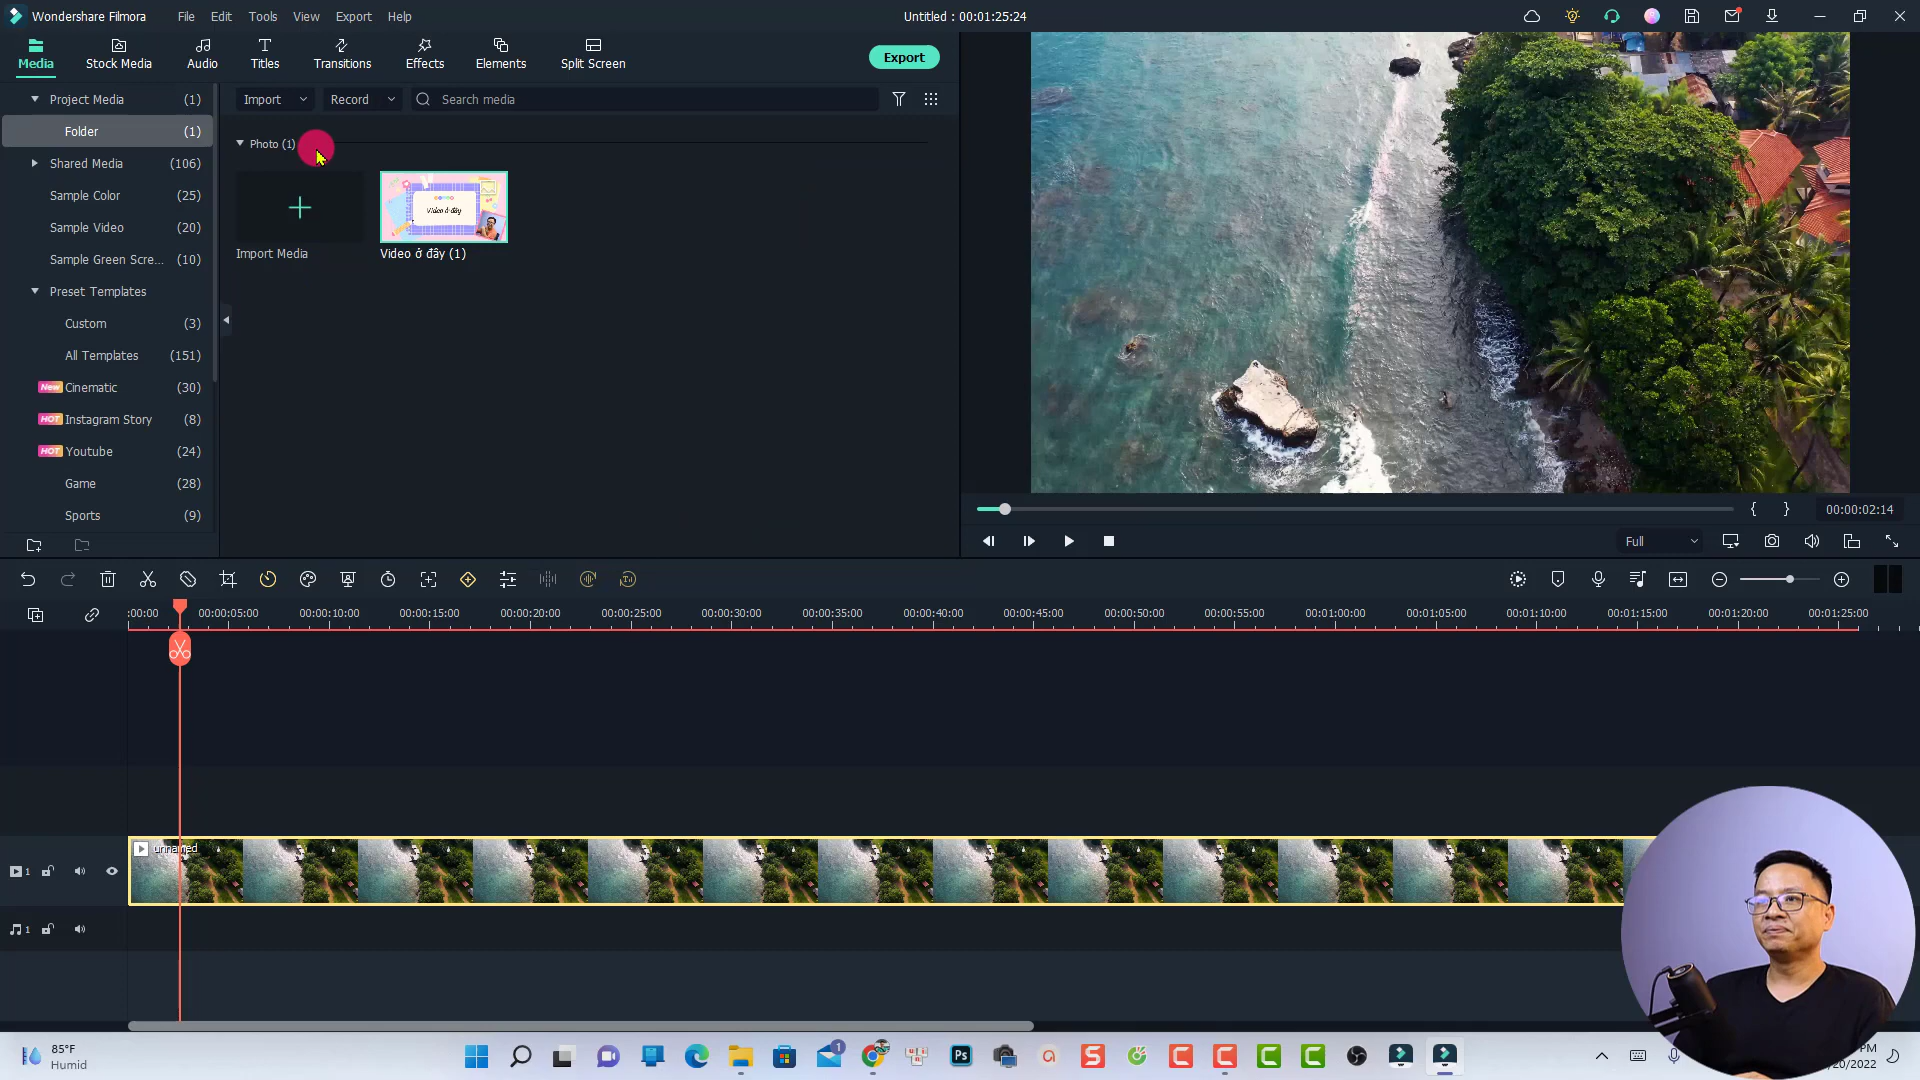 Wondershare Filmora File Edit Tools View Export Help Untitled : 00:01:25:24
Media Stock Media Audio Titles Transitions Effects Elements Split Screen Export
Project Media (1)
Folder (1)
Shared Media (106)
Sample Color (25)
Sample Video (20)
Sample Green Scre... (10)
Preset Templates
Custom (3)
All Templates (151)
New Cinematic (30)
HOT Instagram Story (8)
HOT Youtube (24)
Game (28)
Sports (9)
Import Record Search media
Photo (1)
Video ở đây
Import Media Video ở đây (1)
00:00:02:14
Full
:00:00 00:00:05:00 00:00:10:00 00:00:15:00 00:00:20:00 00:00:25:00 00:00:30:00 00:00:35:00 00:00:40:00 00:00:45:00 00:00:50:00 00:00:55:00 00:01:00:00 00:01:05:00 00:01:10:00 00:01:15:00 00:01:20:00 00:01:25:00
unnamed
1
1
85°F
Humid
1
Ps
S
C
C
C
C
PM
/20/2022